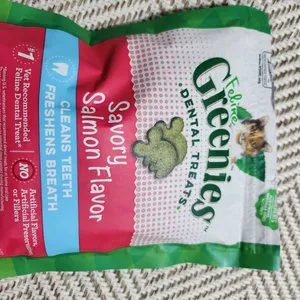 Feline
Greenies™
DENTAL TREATS
Savory
Salmon Flavor
CLEANS TEETH
FRESHENS BREATH
#1
Vet Recommended
Feline Dental Treat*
NO
Artificial Flavors,
Artificial Preservatives
or Fillers